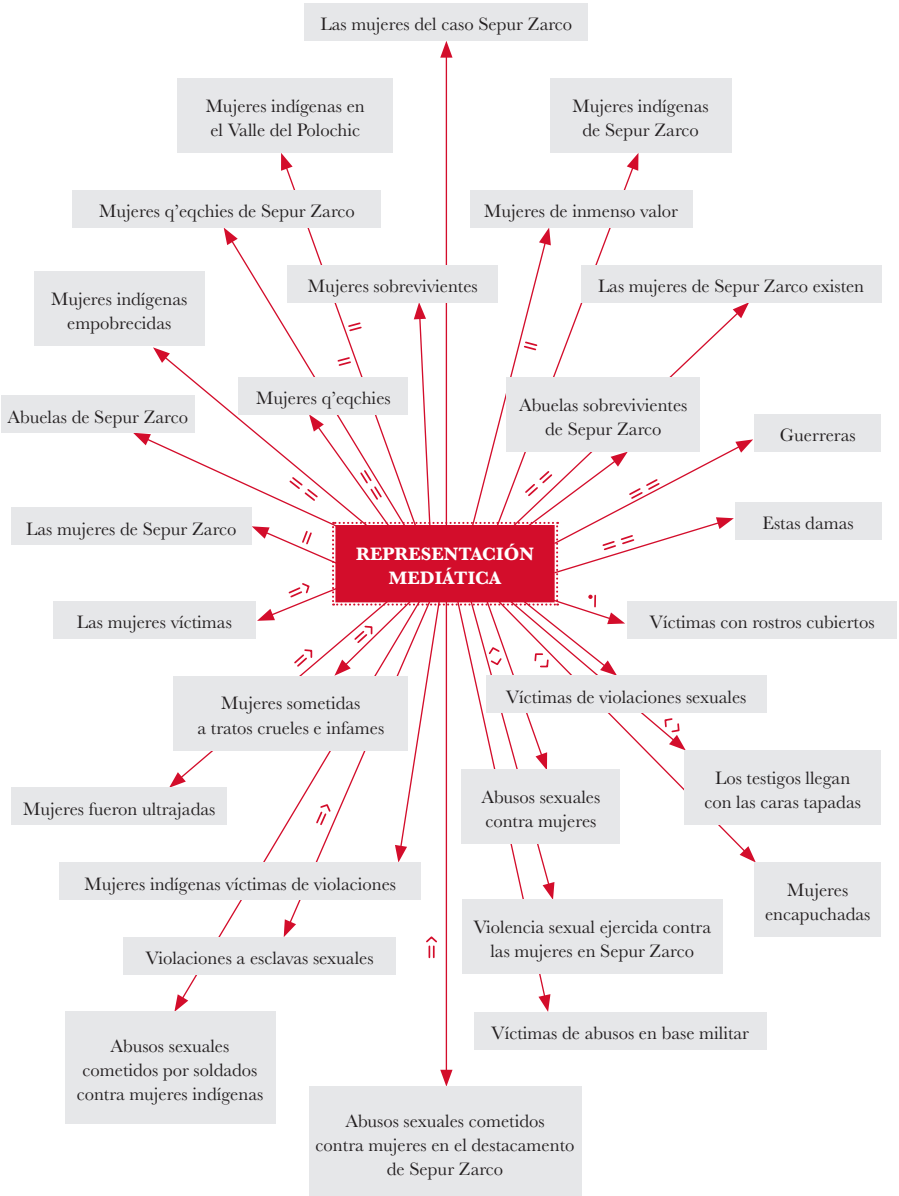 Las mujeres del caso Sepur Zarco
Mujeres indígenas en
el Valle del Polochic
Mujeres indígenas
de Sepur Zarco
Mujeres q'eqchies de Sepur Zarco
Mujeres de inmenso valor
Mujeres indígenas
empobrecidas
Mujeres sobrevivientes
Las mujeres de Sepur Zarco existen
Mujeres q'eqchies
Abuelas sobrevivientes
de Sepur Zarco
Abuelas de Sepur Zarco
Guerreras
Las mujeres de Sepur Zarco
Estas damas
REPRESENTACIÓN
MEDIÁTICA
Las mujeres víctimas
Víctimas con rostros cubiertos
Mujeres sometidas
a tratos crueles e infames
Víctimas de violaciones sexuales
Mujeres fueron ultrajadas
Abusos sexuales
contra mujeres
Los testigos llegan
con las caras tapadas
Mujeres indígenas víctimas de violaciones
Mujeres
encapuchadas
Violaciones a esclavas sexuales
Violencia sexual ejercida contra
las mujeres en Sepur Zarco
Abusos sexuales
cometidos por soldados
contra mujeres indígenas
Víctimas de abusos en base militar
Abusos sexuales cometidos
contra mujeres en el destacamento
de Sepur Zarco